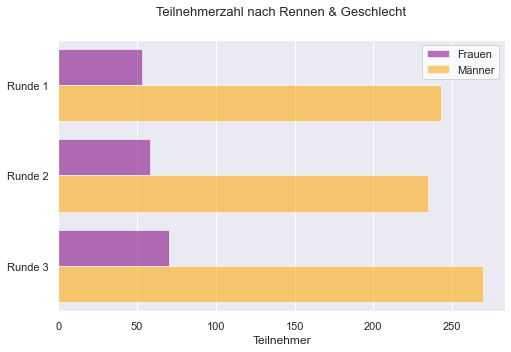 Teilnehmerzahl nach Rennen & Geschlecht
Frauen
Männer
Runde 1
Runde 2
Runde 3
0 50 100 150 200 250
Teilnehmer